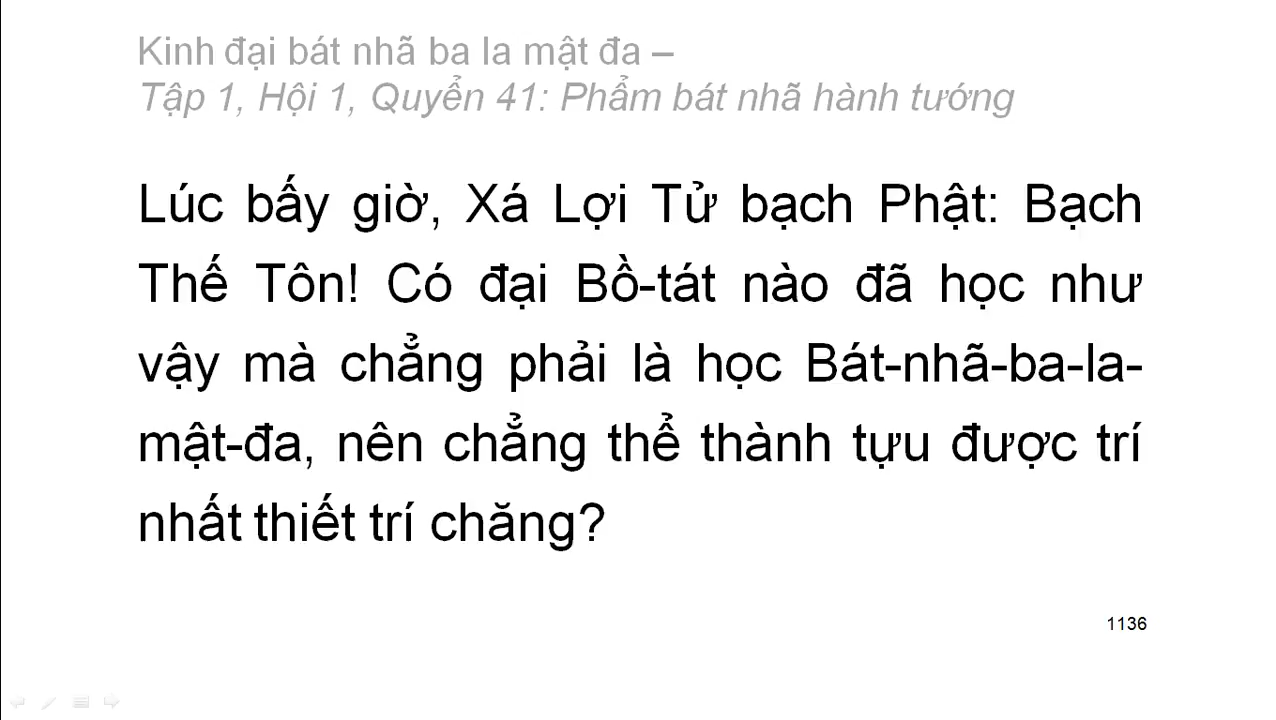 Kinh đại bát nhã ba la mật đa –
Tập 1, Hội 1, Quyển 41: Phẩm bát nhã hành tướng
Lúc bấy giờ, Xá Lợi Tử bạch Phật: Bạch
Thế Tôn! Có đại Bồ-tát nào đã học như
vậy mà chẳng phải là học Bát-nhã-ba-la-
mật-đa, nên chẳng thể thành tựu được trí
nhất thiết trí chăng?
1136